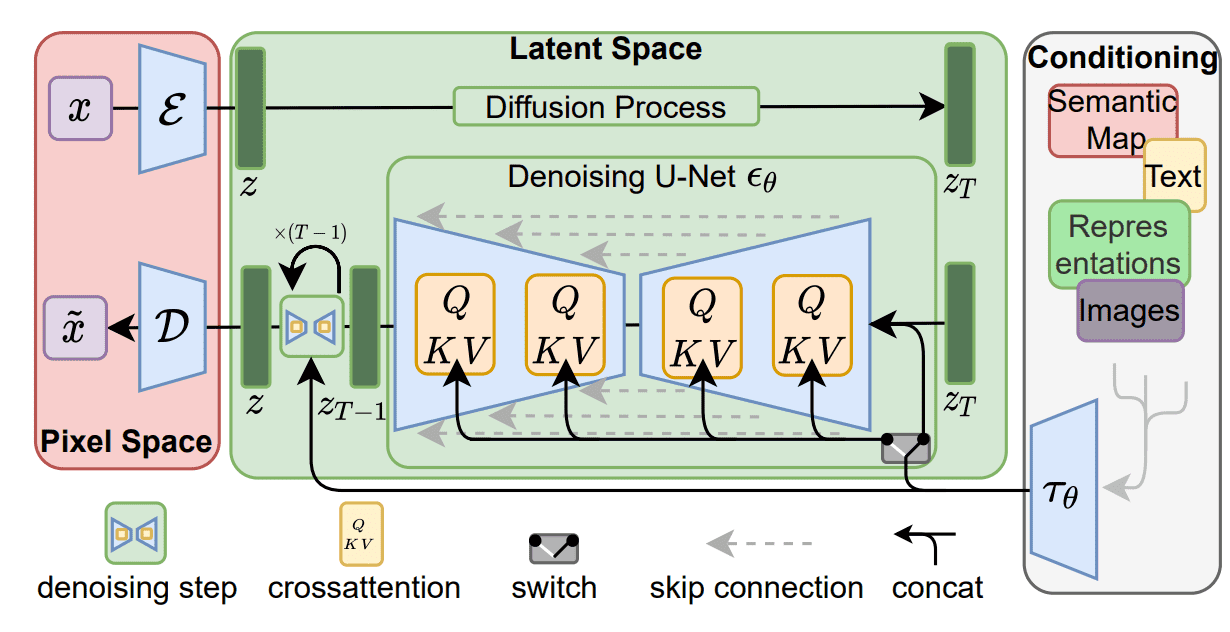 Latent Space
Conditioning
x
ℰ
Diffusion Process
Semantic
Map
Text
z
z_T
Denoising U-Net ϵ_θ
Repres
entations
Images
×(T−1)
x̃
𝒟
Q
KV
Q
KV
Q
KV
Q
KV
z
z_{T−1}
z_T
Pixel Space
τ_θ
Q
KV
denoising step
crossattention
switch
skip connection
concat